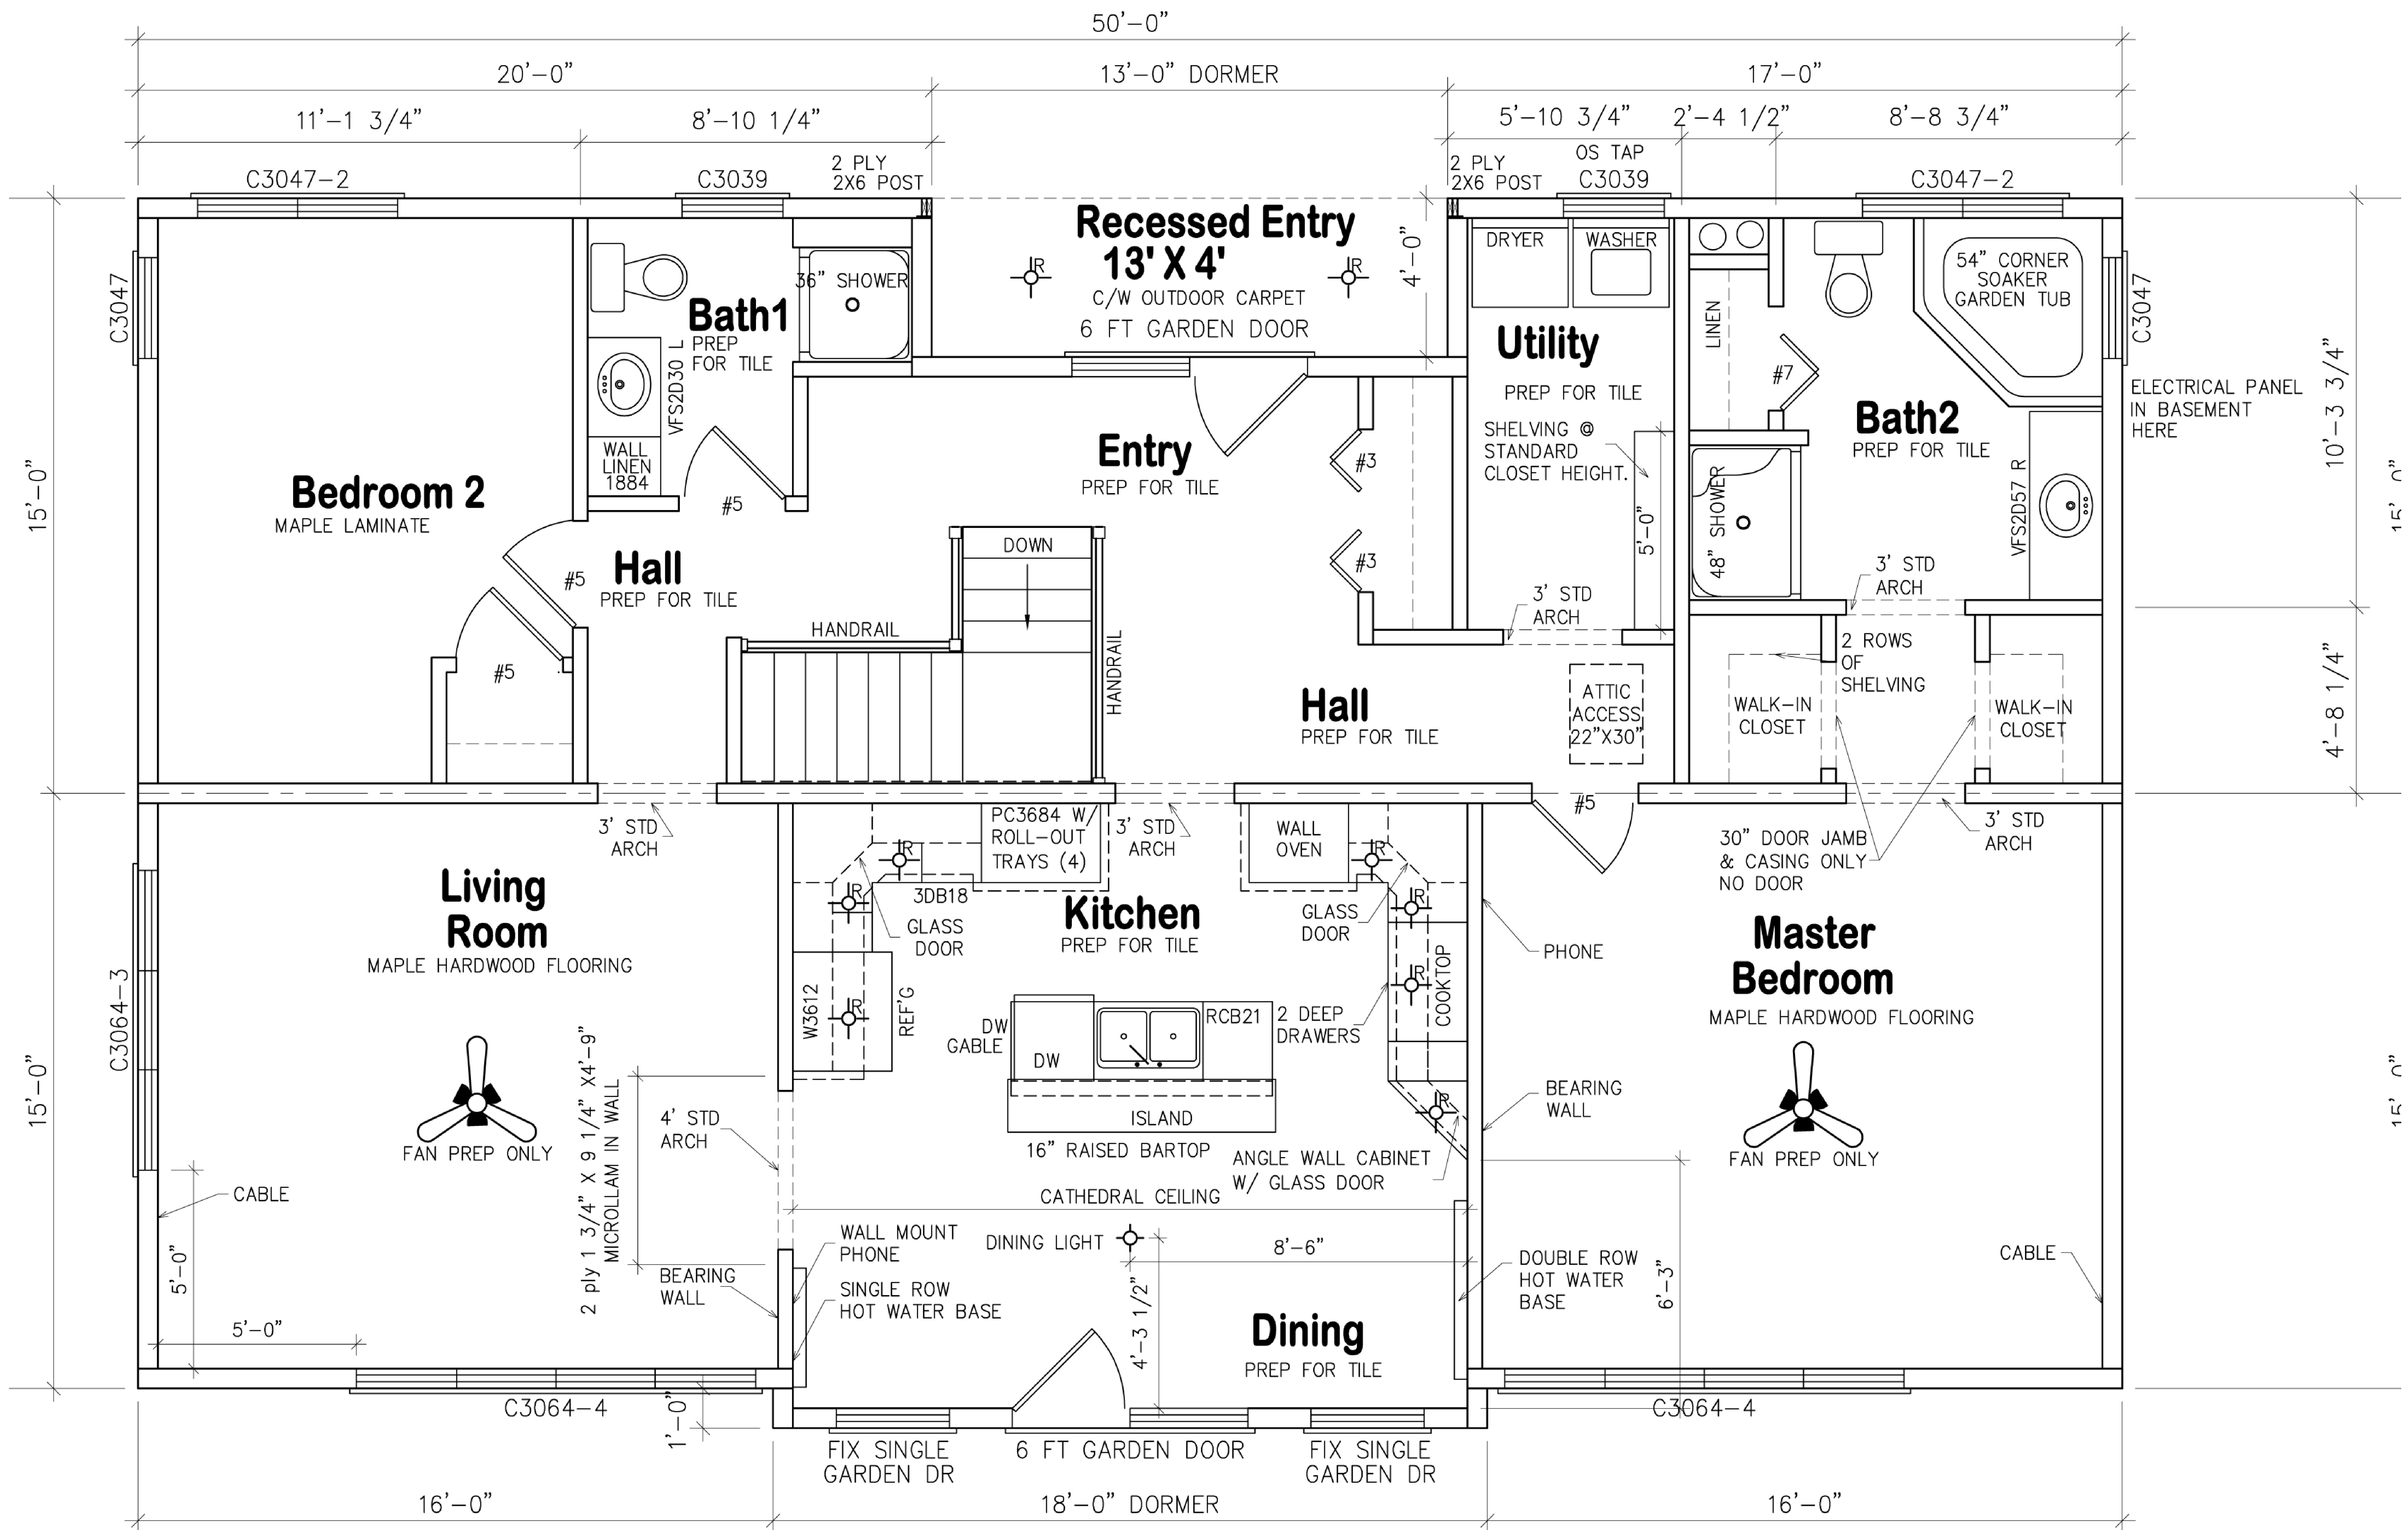 50'-0"
20'-0"
13'-0" DORMER
17'-0"
11'-1 3/4"
8'-10 1/4"
5'-10 3/4"
2'-4 1/2"
8'-8 3/4"
C3047-2
C3039
2 PLY
2X6 POST
2 PLY
2X6 POST
OS TAP
C3039
C3047-2
Recessed Entry
13' X 4'
C/W OUTDOOR CARPET
6 FT GARDEN DOOR
R
R
4'-0"
C3047
36" SHOWER
Bath1
PREP
FOR TILE
VFS2D30 L
WALL
LINEN
1884
#5
DRYER
WASHER
Utility
PREP FOR TILE
SHELVING @
STANDARD
CLOSET HEIGHT.
5'-0"
3' STD
ARCH
LINEN
#7
54" CORNER
SOAKER
GARDEN TUB
C3047
Bath2
PREP FOR TILE
48" SHOWER
VFS2D57 R
3' STD
ARCH
ELECTRICAL PANEL
IN BASEMENT
HERE
10'-3 3/4"
4'-8 1/4"
15'-0"
15'-0"
Bedroom 2
MAPLE LAMINATE
#5
#5
Hall
PREP FOR TILE
Entry
PREP FOR TILE
#3
#3
DOWN
HANDRAIL
HANDRAIL
Hall
PREP FOR TILE
ATTIC
ACCESS
22"X30"
2 ROWS
OF
SHELVING
WALK-IN
CLOSET
WALK-IN
CLOSET
3' STD
ARCH
PC3684 W/
ROLL-OUT
TRAYS (4)
3' STD
ARCH
WALL
OVEN
#5
30" DOOR JAMB
& CASING ONLY
NO DOOR
3' STD
ARCH
Living
Room
MAPLE HARDWOOD FLOORING
FAN PREP ONLY
C3064-3
15'-0"
CABLE
5'-0"
5'-0"
2 ply 1 3/4" X 9 1/4" X4'-9"
MICROLLAM IN WALL
4' STD
ARCH
BEARING
WALL
R
R
R
3DB18
GLASS
DOOR
W3612
REF'G
Kitchen
PREP FOR TILE
R
R
R
R
GLASS
DOOR
COOKTOP
2 DEEP
DRAWERS
DW
GABLE
DW
RCB21
ISLAND
16" RAISED BARTOP
ANGLE WALL CABINET
W/ GLASS DOOR
CATHEDRAL CEILING
PHONE
BEARING
WALL
Master
Bedroom
MAPLE HARDWOOD FLOORING
FAN PREP ONLY
15'-0"
CABLE
6'-3"
WALL MOUNT
PHONE
SINGLE ROW
HOT WATER BASE
DINING LIGHT
8'-6"
4'-3 1/2"
Dining
PREP FOR TILE
DOUBLE ROW
HOT WATER
BASE
C3064-4
1'-0"
C3064-4
FIX SINGLE
GARDEN DR
6 FT GARDEN DOOR
FIX SINGLE
GARDEN DR
16'-0"
18'-0" DORMER
16'-0"